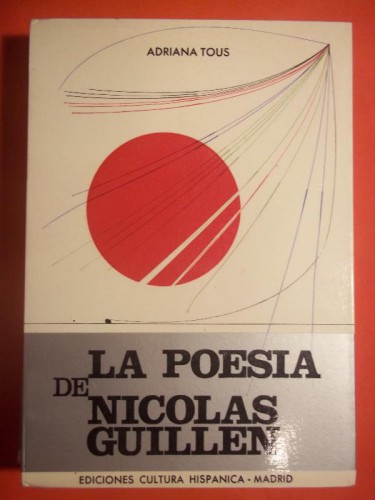 ADRIANA TOUS
LA POESIA
DE
NICOLAS
GUILLEN
EDICIONES CULTURA HISPANICA - MADRID